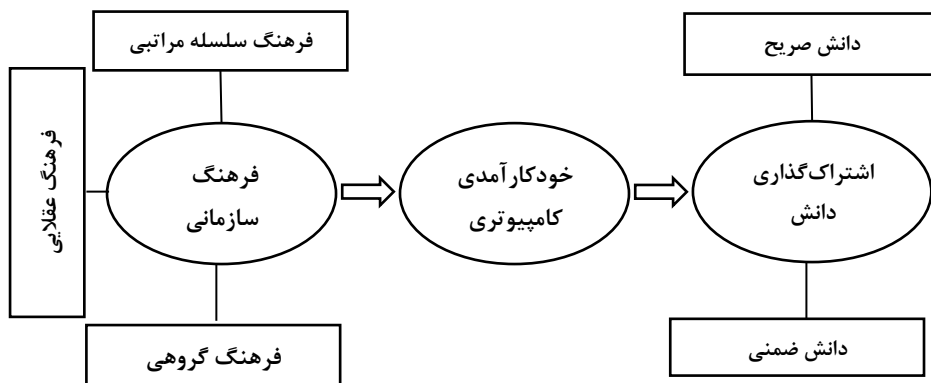 فرهنگ سلسله مراتبی
دانش صریح
فرهنگ عقلایی
فرهنگ
سازمانی
خودکارآمدی
کامپیوتری
اشتراک‌گذاری
دانش
فرهنگ گروهی
دانش ضمنی